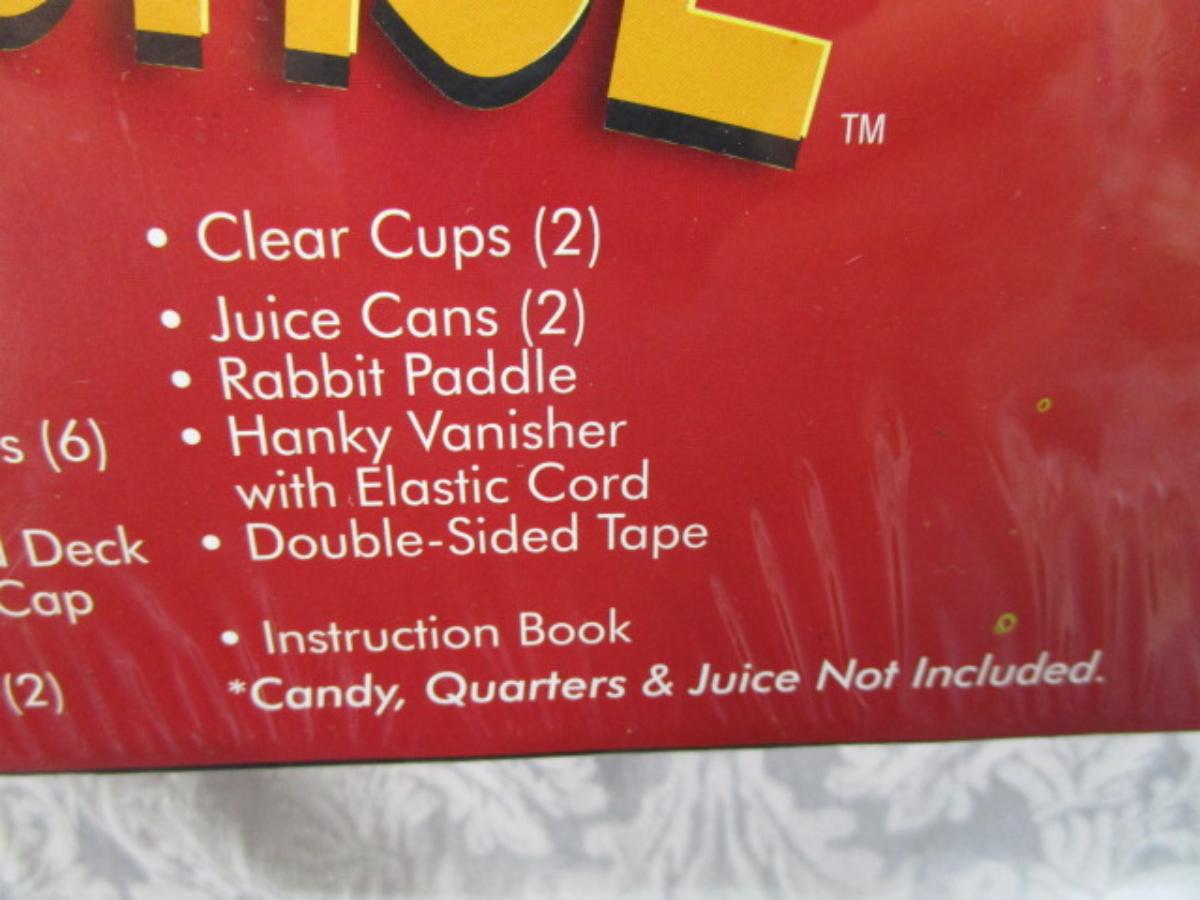 TM
• Clear Cups (2)
• Juice Cans (2)
• Rabbit Paddle
• Hanky Vanisher
with Elastic Cord
• Double-Sided Tape
• Instruction Book
*Candy, Quarters & Juice Not Included.
s (6)
Deck
Cap
(2)